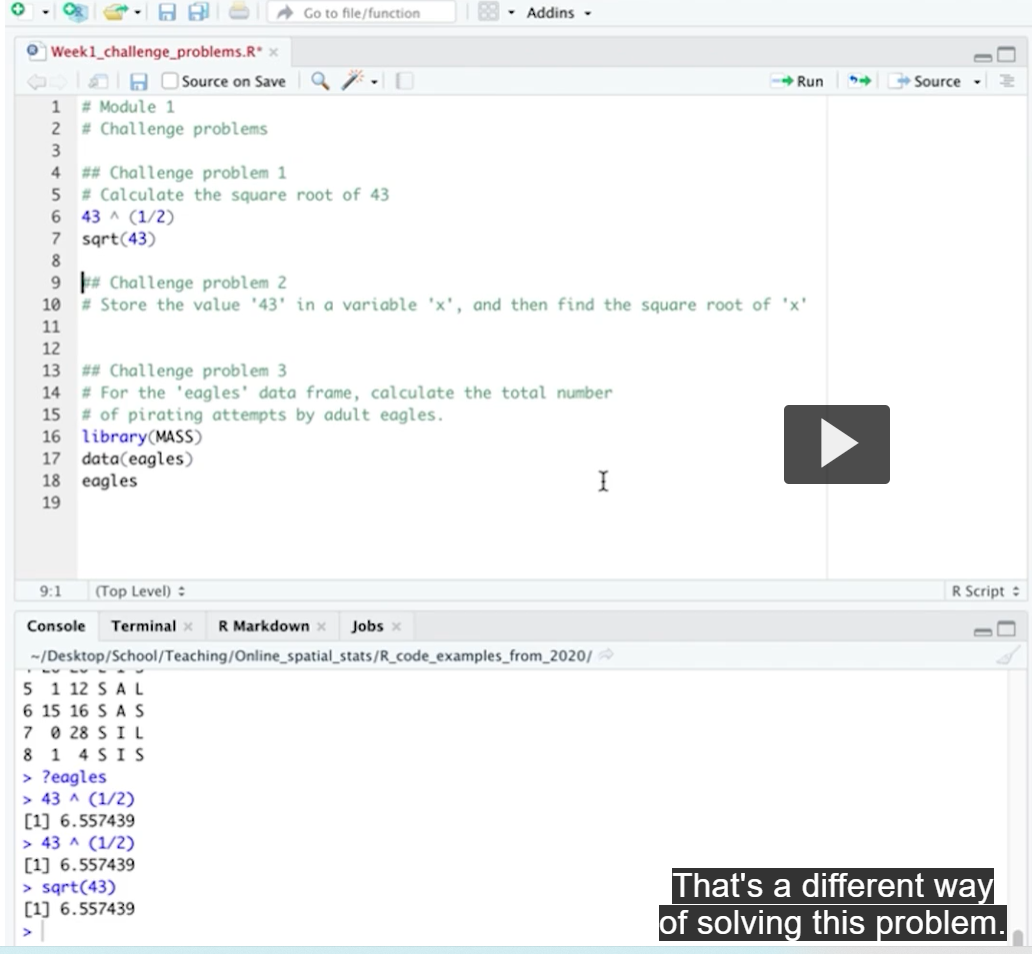 Go to file/function
Addins
Week1_challenge_problems.R* ×
Source on Save
Run
Source
1 # Module 1
2 # Challenge problems
3
4 ## Challenge problem 1
5 # Calculate the square root of 43
6 43 ^ (1/2)
7 sqrt(43)
8
9 ## Challenge problem 2
10 # Store the value '43' in a variable 'x', and then find the square root of 'x'
11
12
13 ## Challenge problem 3
14 # For the 'eagles' data frame, calculate the total number
15 # of pirating attempts by adult eagles.
16 library(MASS)
17 data(eagles)
18 eagles
19
9:1 (Top Level) R Script
Console Terminal × R Markdown × Jobs ×
~/Desktop/School/Teaching/Online_spatial_stats/R_code_examples_from_2020/
5 1 12 S A L
6 15 16 S A S
7 0 28 S I L
8 1 4 S I S
> ?eagles
> 43 ^ (1/2)
[1] 6.557439
> 43 ^ (1/2)
[1] 6.557439
> sqrt(43)
[1] 6.557439
>
That's a different way
of solving this problem.